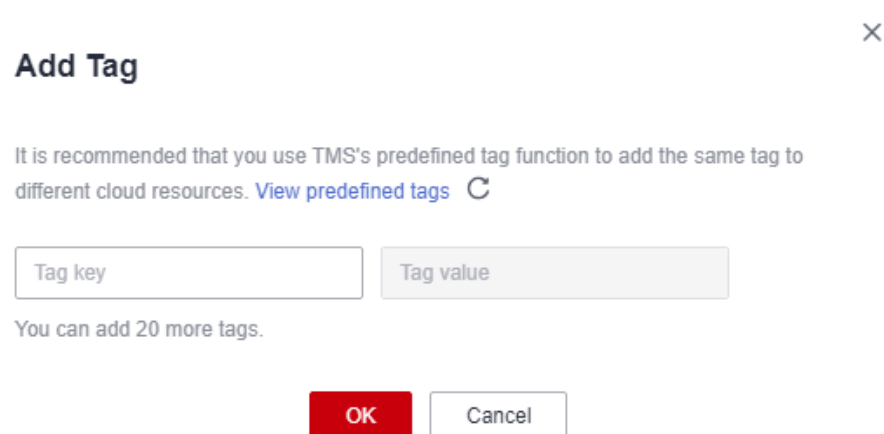 Add Tag
It is recommended that you use TMS's predefined tag function to add the same tag to
different cloud resources. View predefined tags
Tag key Tag value
You can add 20 more tags.
OK Cancel